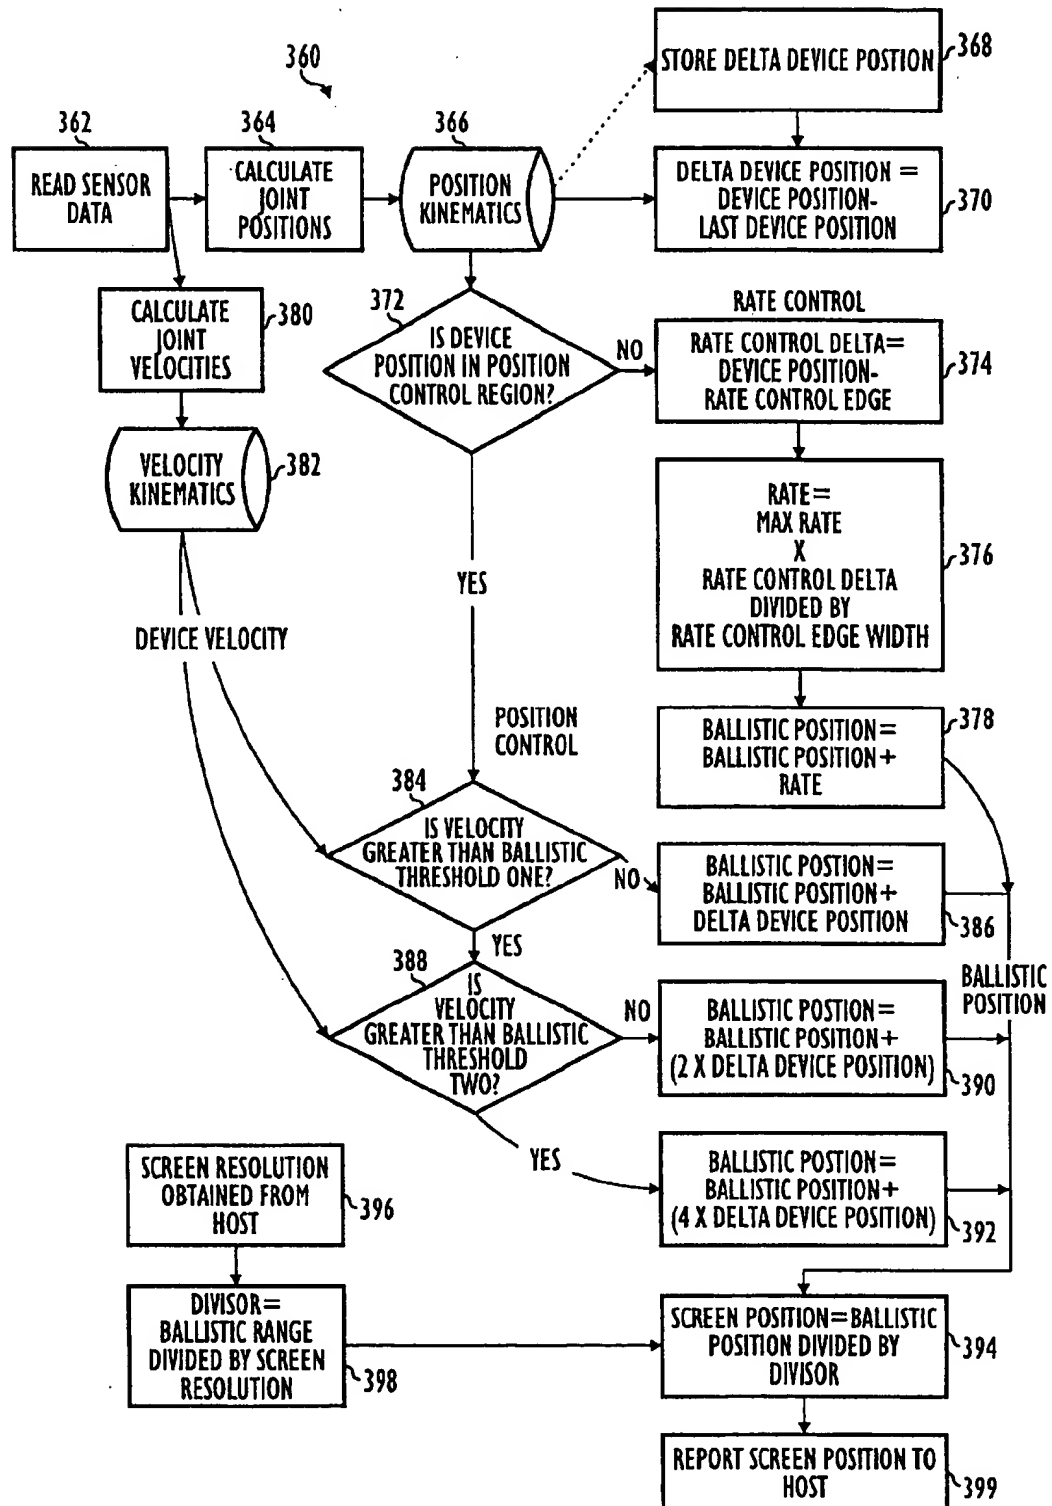 360
STORE DELTA DEVICE POSTION
368
362
READ SENSOR
DATA
364
CALCULATE
JOINT
POSITIONS
366
POSITION
KINEMATICS
DELTA DEVICE POSITION =
DEVICE POSITION-
LAST DEVICE POSITION
370
CALCULATE
JOINT
VELOCITIES
380
372
IS DEVICE
POSITION IN POSITION
CONTROL REGION?
NO
RATE CONTROL
RATE CONTROL DELTA=
DEVICE POSITION-
RATE CONTROL EDGE
374
VELOCITY
KINEMATICS
382
RATE=
MAX RATE
X
RATE CONTROL DELTA
DIVIDED BY
RATE CONTROL EDGE WIDTH
376
YES
DEVICE VELOCITY
POSITION
CONTROL
BALLISTIC POSITION=
BALLISTIC POSITION+
RATE
378
384
IS VELOCITY
GREATER THAN BALLISTIC
THRESHOLD ONE?
NO
BALLISTIC POSTION=
BALLISTIC POSITION+
DELTA DEVICE POSITION
386
YES
388
IS
VELOCITY
GREATER THAN BALLISTIC
THRESHOLD
TWO?
NO
BALLISTIC POSTION=
BALLISTIC POSITION+
(2 X DELTA DEVICE POSITION)
390
BALLISTIC
POSITION
YES
BALLISTIC POSTION=
BALLISTIC POSITION+
(4 X DELTA DEVICE POSITION)
392
SCREEN RESOLUTION
OBTAINED FROM
HOST
396
DIVISOR=
BALLISTIC RANGE
DIVIDED BY SCREEN
RESOLUTION
398
SCREEN POSITION=BALLISTIC
POSITION DIVIDED BY
DIVISOR
394
REPORT SCREEN POSITION TO
HOST
399